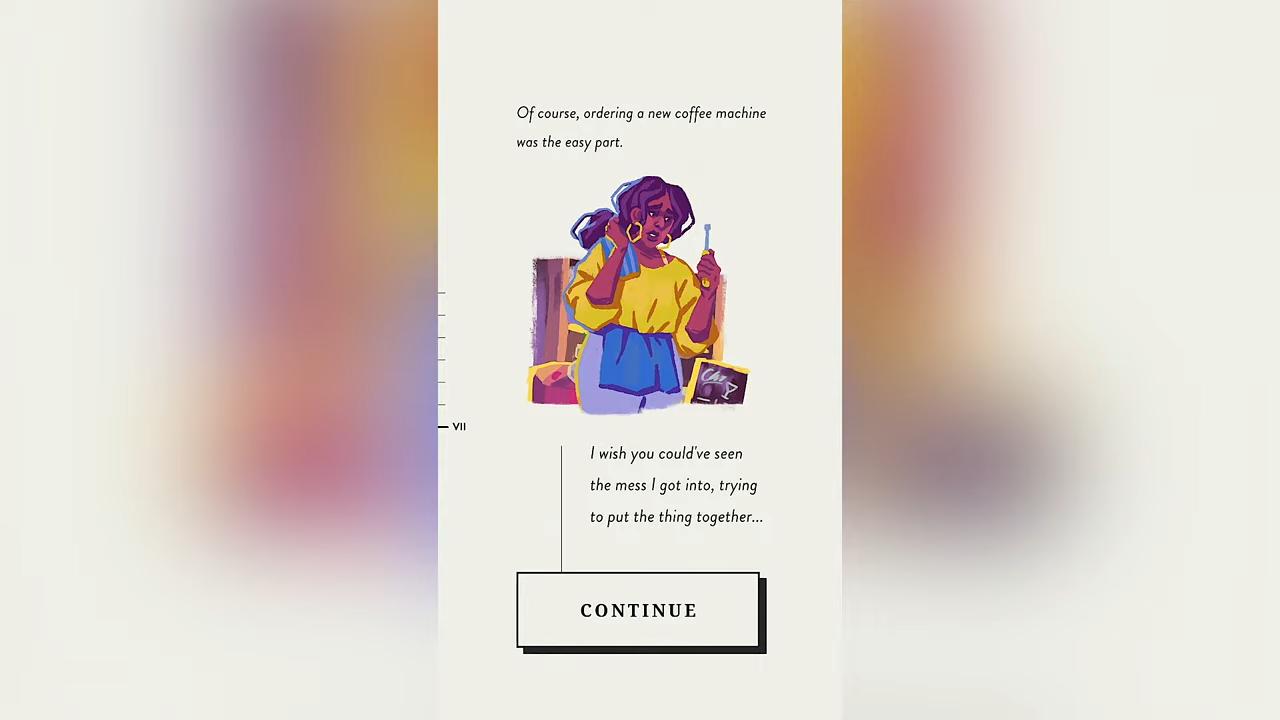 Of course, ordering a new coffee machine
was the easy part.
VII
I wish you could've seen
the mess I got into, trying
to put the thing together...
CONTINUE